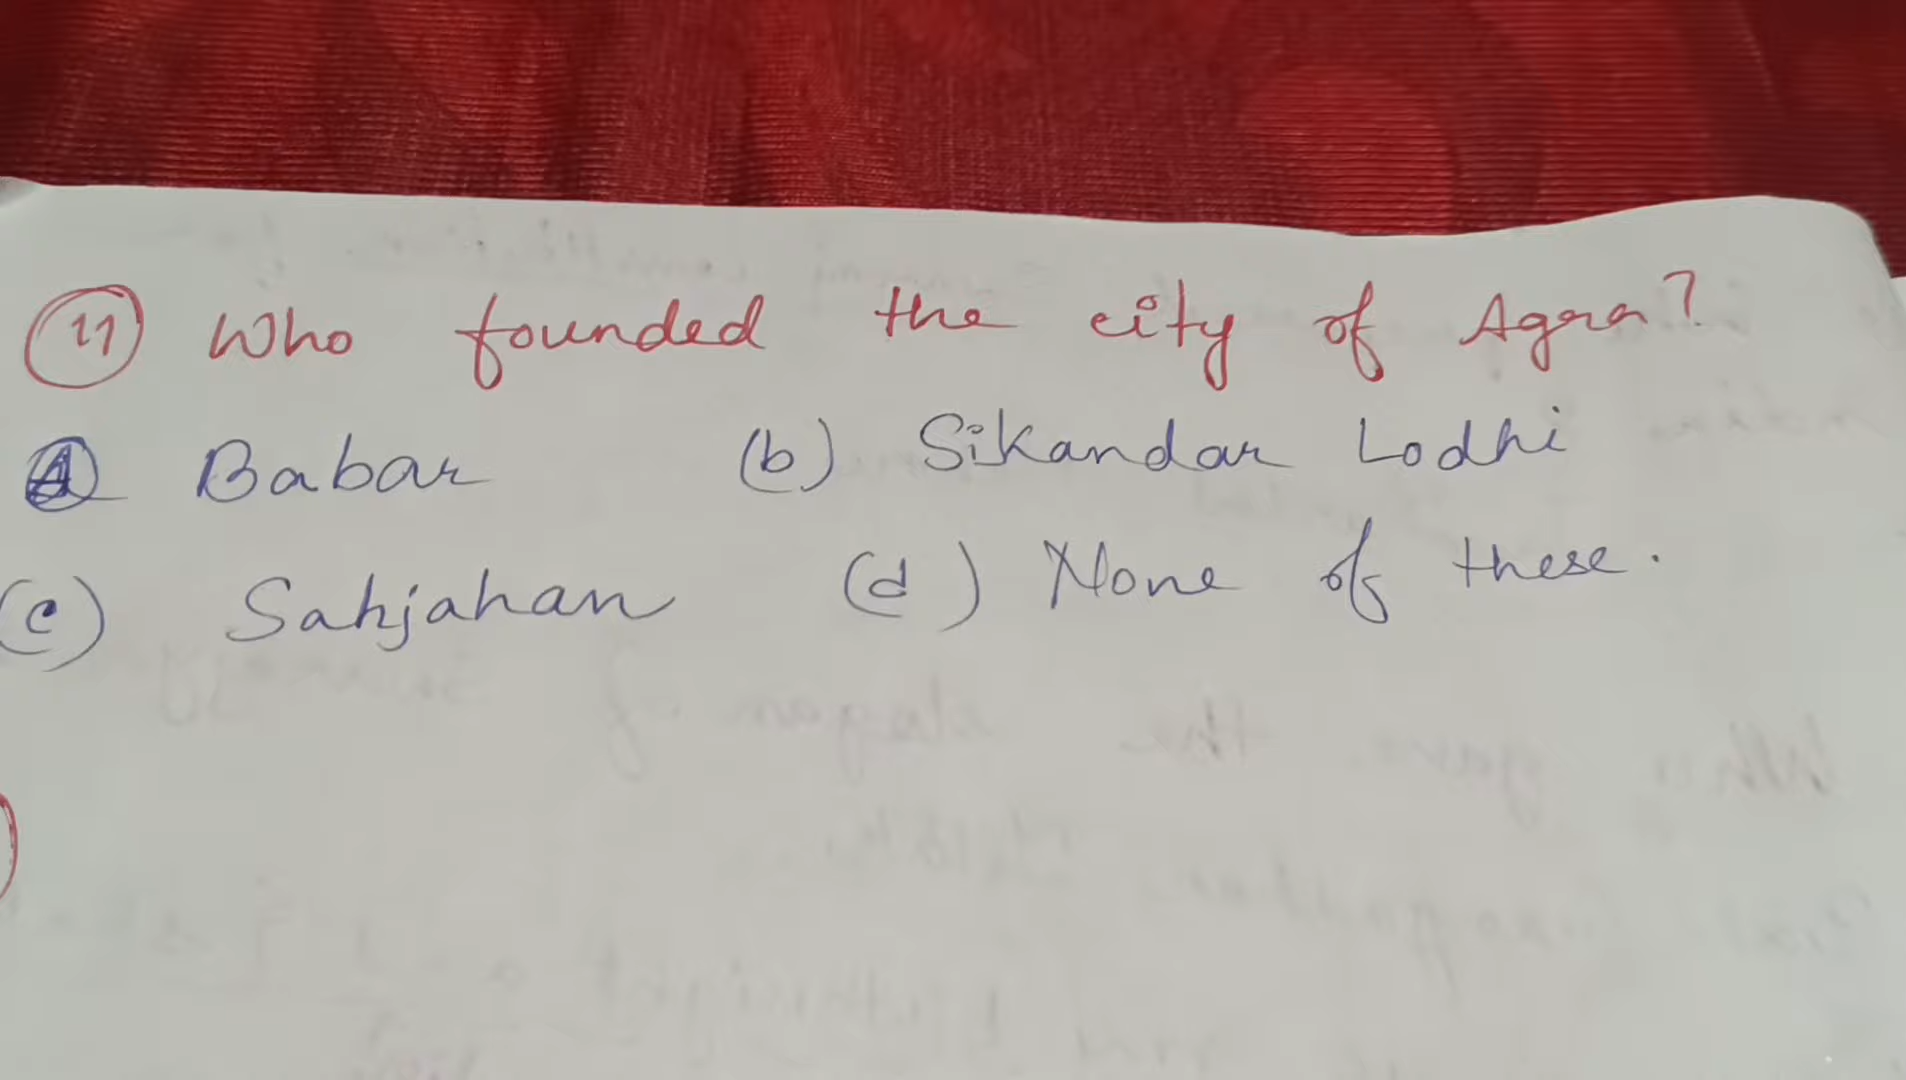 11 Who founded the city of Agra?
A Babar (b) Sikandar Lodhi
(c) Sahjahan (d) None of these.